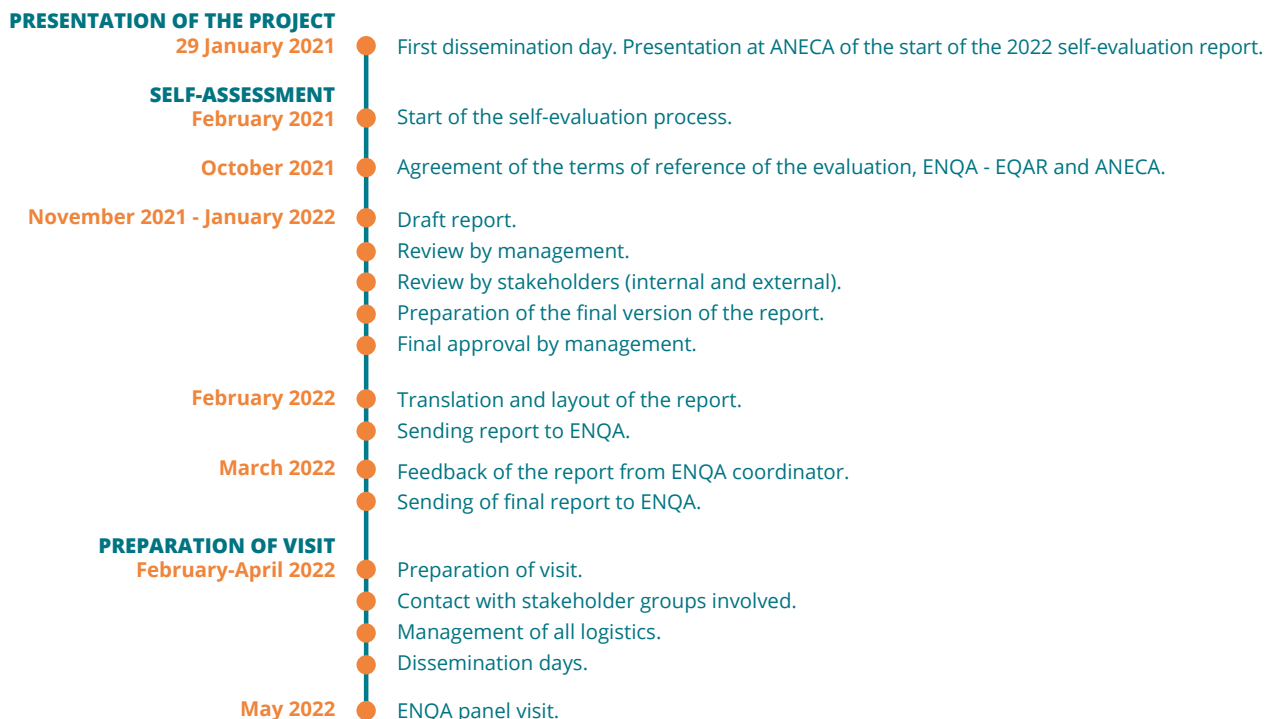 PRESENTATION OF THE PROJECT
29 January 2021
First dissemination day. Presentation at ANECA of the start of the 2022 self-evaluation report.
SELF-ASSESSMENT
February 2021
Start of the self-evaluation process.
October 2021
Agreement of the terms of reference of the evaluation, ENQA - EQAR and ANECA.
November 2021 - January 2022
Draft report.
Review by management.
Review by stakeholders (internal and external).
Preparation of the final version of the report.
Final approval by management.
February 2022
Translation and layout of the report.
Sending report to ENQA.
March 2022
Feedback of the report from ENQA coordinator.
Sending of final report to ENQA.
PREPARATION OF VISIT
February-April 2022
Preparation of visit.
Contact with stakeholder groups involved.
Management of all logistics.
Dissemination days.
May 2022
ENQA panel visit.